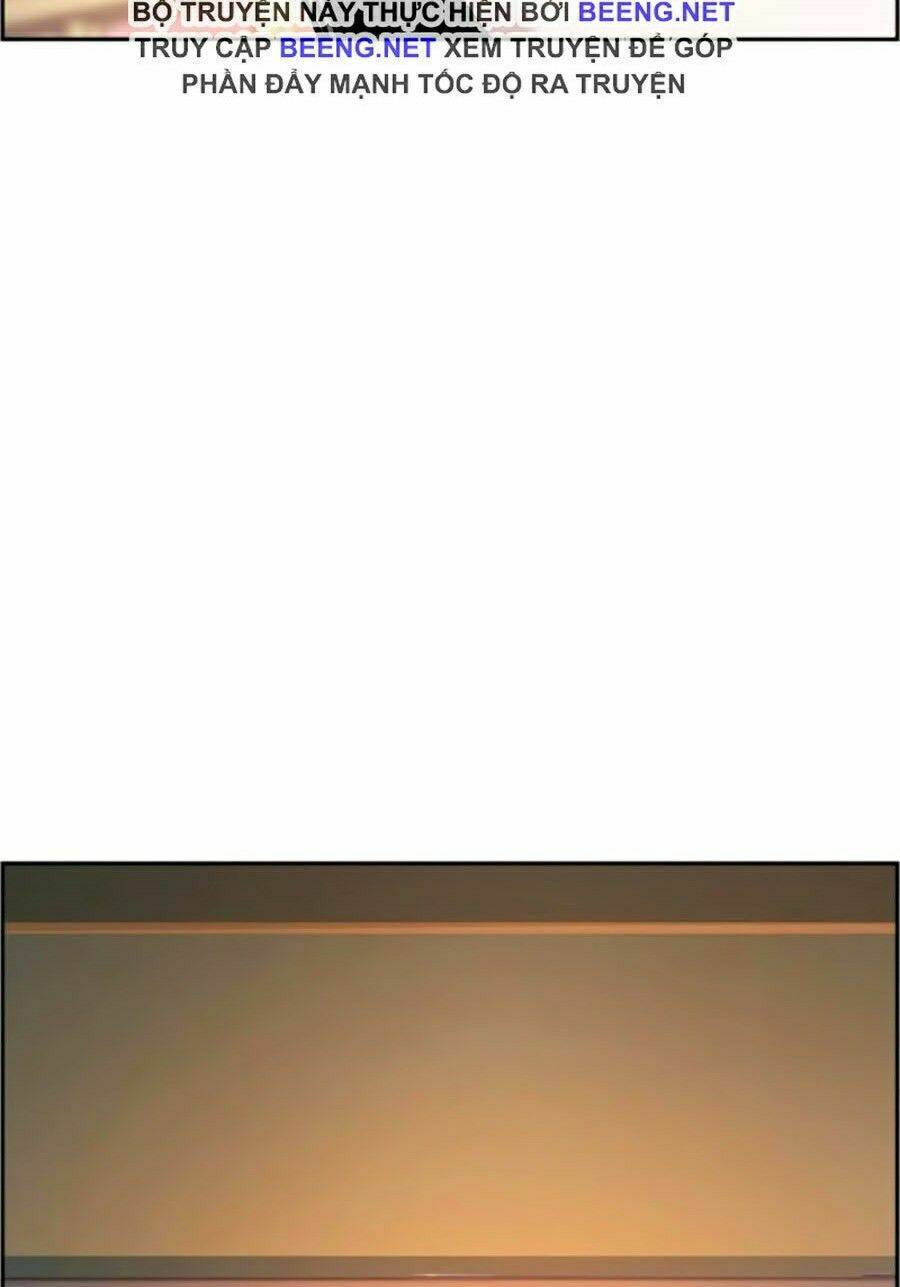 BỘ TRUYỆN NÀY THỰC HIỆN BỞI BEENG.NET
TRUY CẬP BEENG.NET XEM TRUYỆN ĐỂ GÓP
PHẦN ĐẨY MẠNH TỐC ĐỘ RA TRUYỆN